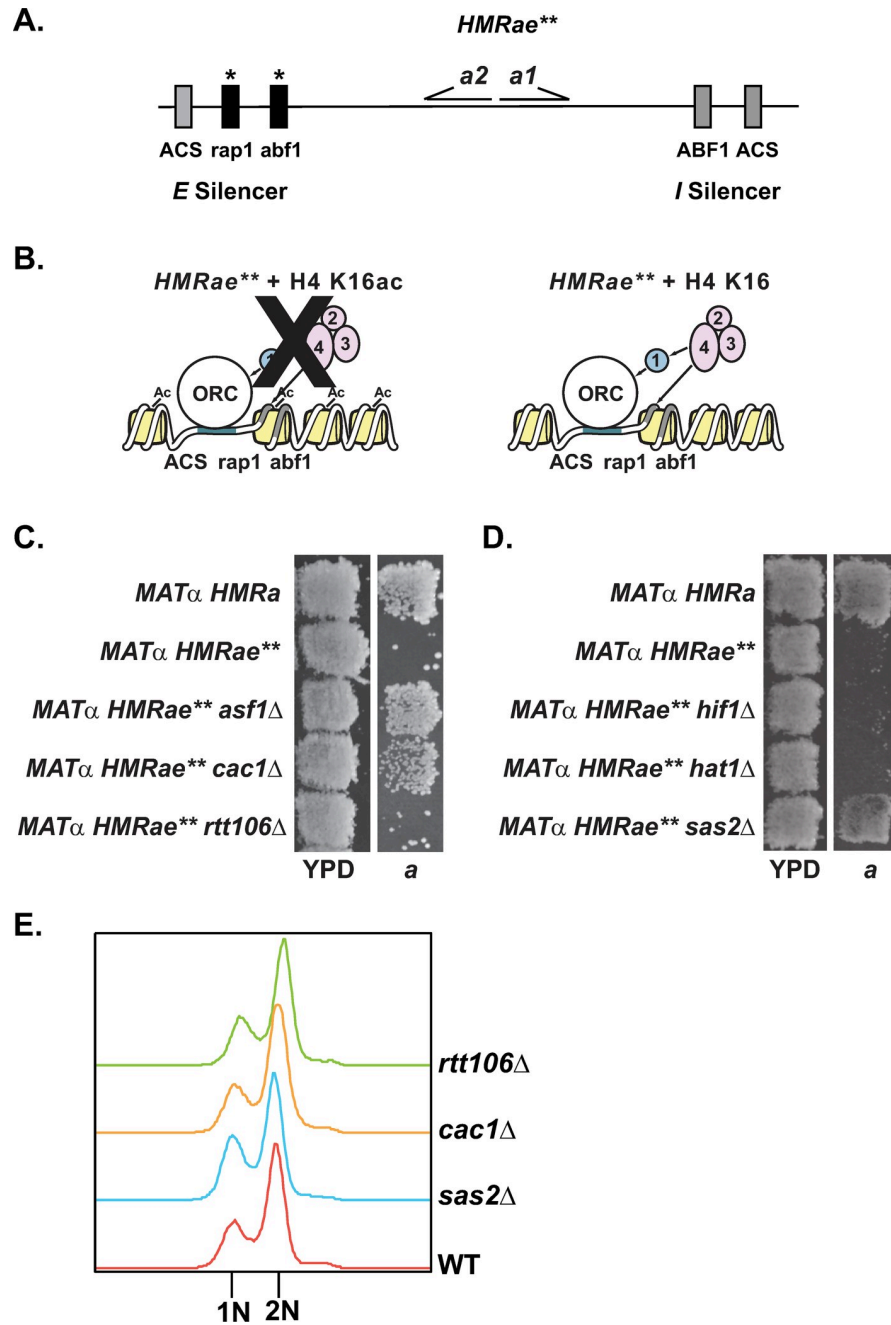 A.
HMRae**
* *
a2 a1
ACS rap1 abf1 ABF1 ACS
E Silencer I Silencer
B.
HMRae** + H4 K16ac HMRae** + H4 K16
1 2 3 4
ORC
Ac Ac Ac Ac
ACS rap1 abf1
1 2 3 4
ORC
ACS rap1 abf1
C.
MATα HMRa
MATα HMRae**
MATα HMRae** asf1Δ
MATα HMRae** cac1Δ
MATα HMRae** rtt106Δ
YPD a
D.
MATα HMRa
MATα HMRae**
MATα HMRae** hif1Δ
MATα HMRae** hat1Δ
MATα HMRae** sas2Δ
YPD a
E.
rtt106Δ
cac1Δ
sas2Δ
WT
1N 2N